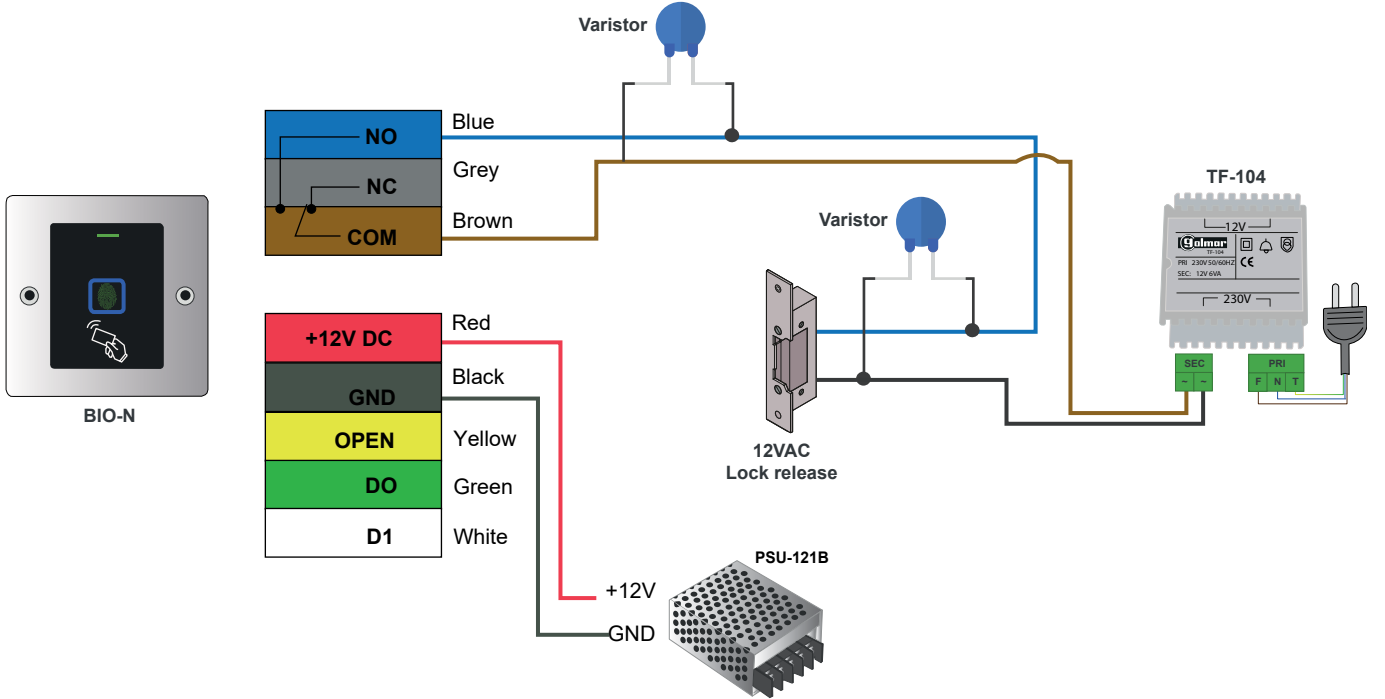 Varistor
NO
Blue
NC
Grey
COM
Brown
BIO-N
+12V DC
Red
GND
Black
OPEN
Yellow
DO
Green
D1
White
Varistor
12VAC
Lock release
PSU-121B
+12V
GND
TF-104
12V
Golmar
TF-104
PRI 230V 50/60HZ
SEC: 12V 6VA
CE
230V
SEC
~ ~
PRI
F N T